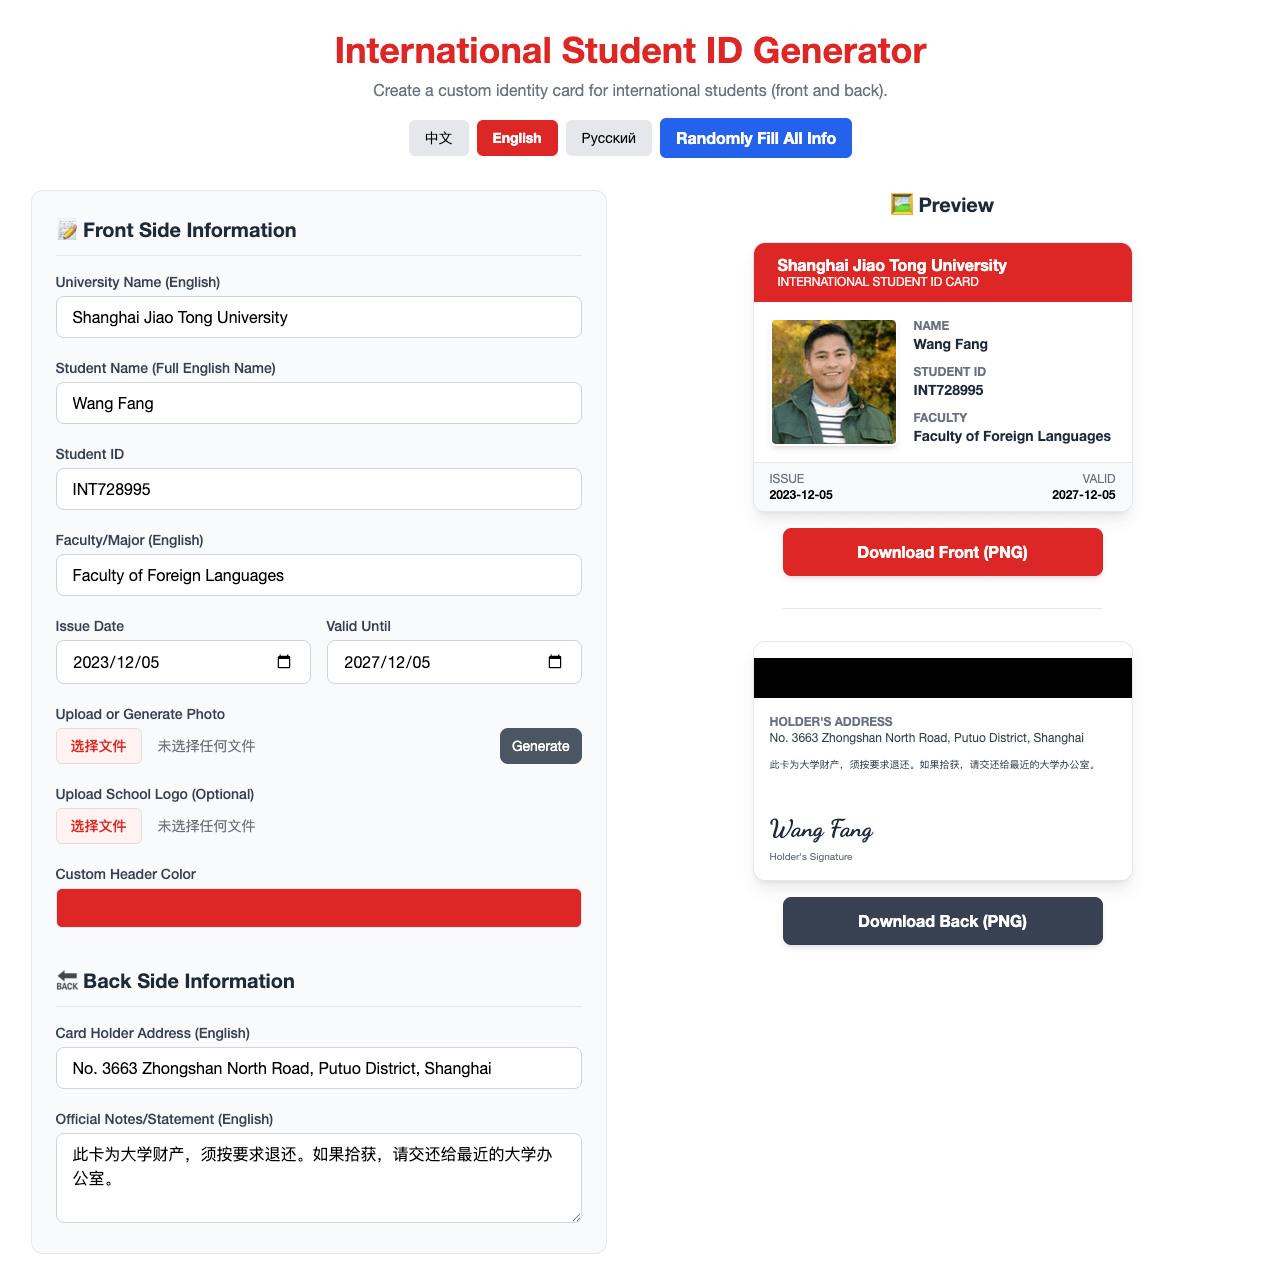 International Student ID Generator
Create a custom identity card for international students (front and back).
中文
English
Русский
Randomly Fill All Info
📝 Front Side Information
University Name (English)
Shanghai Jiao Tong University
Student Name (Full English Name)
Wang Fang
Student ID
INT728995
Faculty/Major (English)
Faculty of Foreign Languages
Issue Date
Valid Until
2023/12/05
2027/12/05
Upload or Generate Photo
选择文件
未选择任何文件
Generate
Upload School Logo (Optional)
选择文件
未选择任何文件
Custom Header Color
🔙 Back Side Information
Card Holder Address (English)
No. 3663 Zhongshan North Road, Putuo District, Shanghai
Official Notes/Statement (English)
此卡为大学财产，须按要求退还。如果拾获，请交还给最近的大学办
公室。
🖼️ Preview
Shanghai Jiao Tong University
INTERNATIONAL STUDENT ID CARD
NAME
Wang Fang
STUDENT ID
INT728995
FACULTY
Faculty of Foreign Languages
ISSUE
VALID
2023-12-05
2027-12-05
Download Front (PNG)
HOLDER'S ADDRESS
No. 3663 Zhongshan North Road, Putuo District, Shanghai
此卡为大学财产，须按要求退还。如果拾获，请交还给最近的大学办公室。
Wang Fang
Holder's Signature
Download Back (PNG)